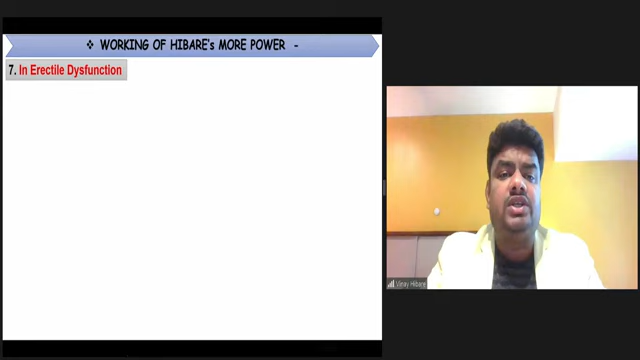 ❖ WORKING OF HIBARE's MORE POWER -
7. In Erectile Dysfunction
Vinay Hibare